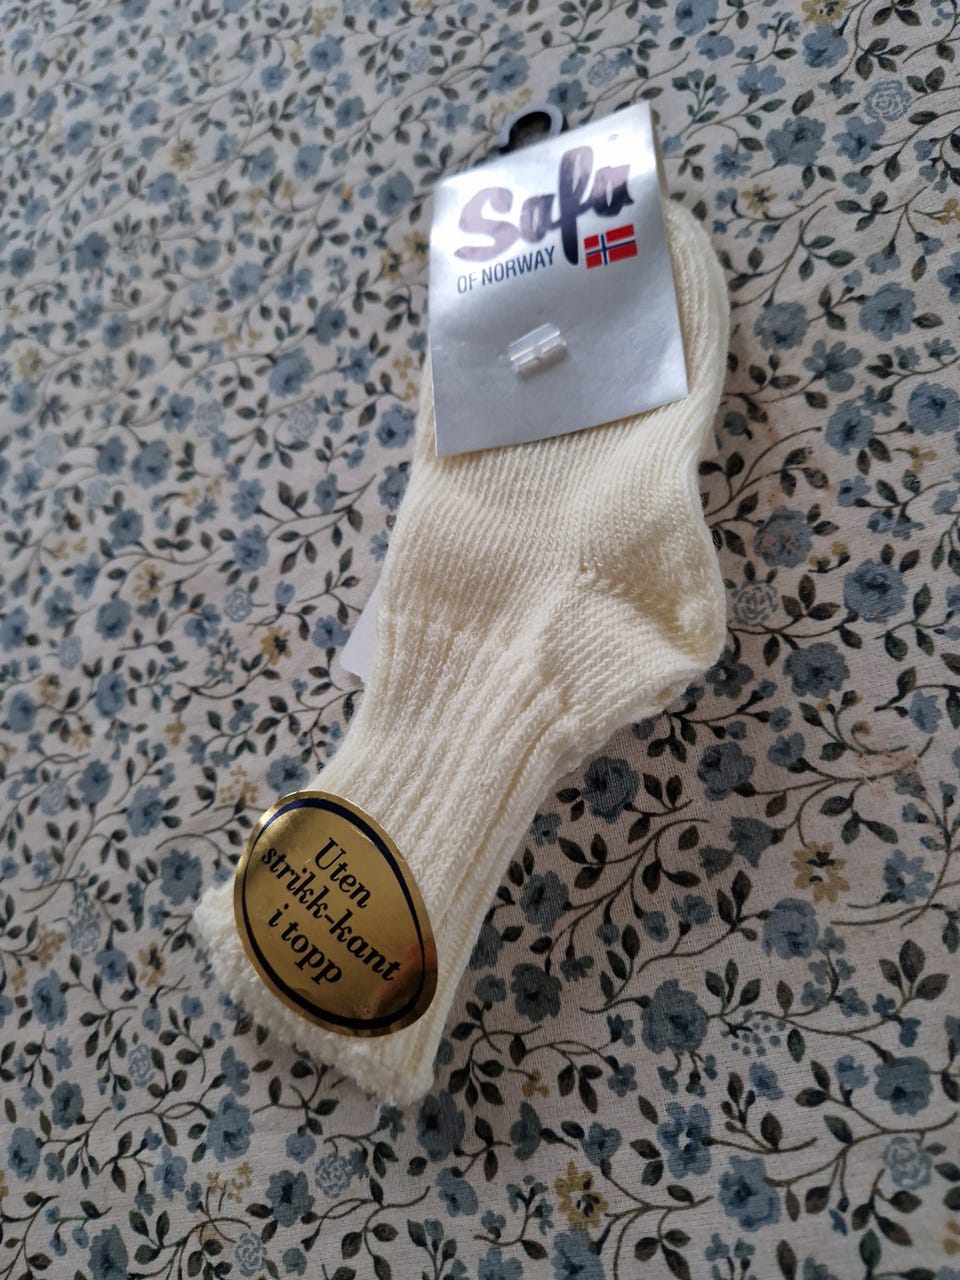 Safa
®
OF NORWAY
Uten
strikk-kant
i topp